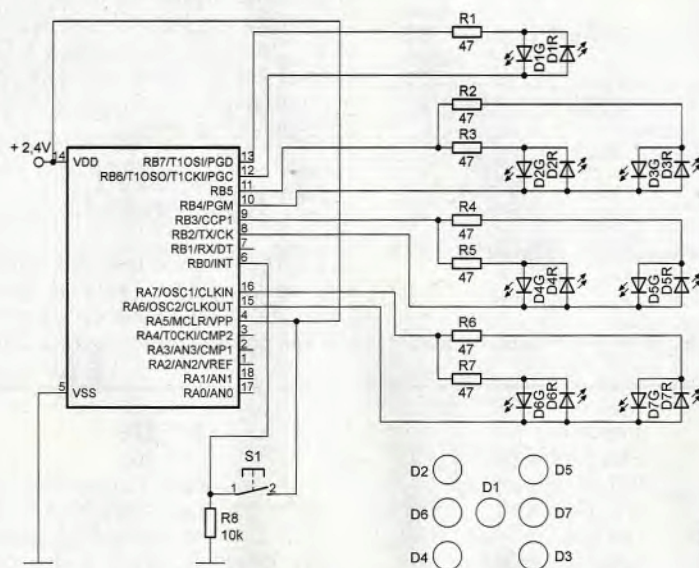 R1
47
D1G
D1R
R2
47
R3
47
D2G
D2R
D3G
D3R
+ 2,4V
14 VDD
RB7/T1OSI/PGD 13
RB6/T1OSO/T1CKI/PGC 12
RB5 11
RB4/PGM 10
RB3/CCP1 9
RB2/TX/CK 8
RB1/RX/DT 7
RB0/INT 6
RA7/OSC1/CLKIN 16
RA6/OSC2/CLKOUT 15
RA5/MCLR/VPP 4
RA4/T0CKI/CMP2 3
RA3/AN3/CMP1 2
RA2/AN2/VREF 1
RA1/AN1 18
RA0/AN0 17
5 VSS
R4
47
R5
47
D4G
D4R
D5G
D5R
R6
47
R7
47
D6G
D6R
D7G
D7R
S1
1 2
R8
10k
D2
D5
D1
D6
D7
D4
D3